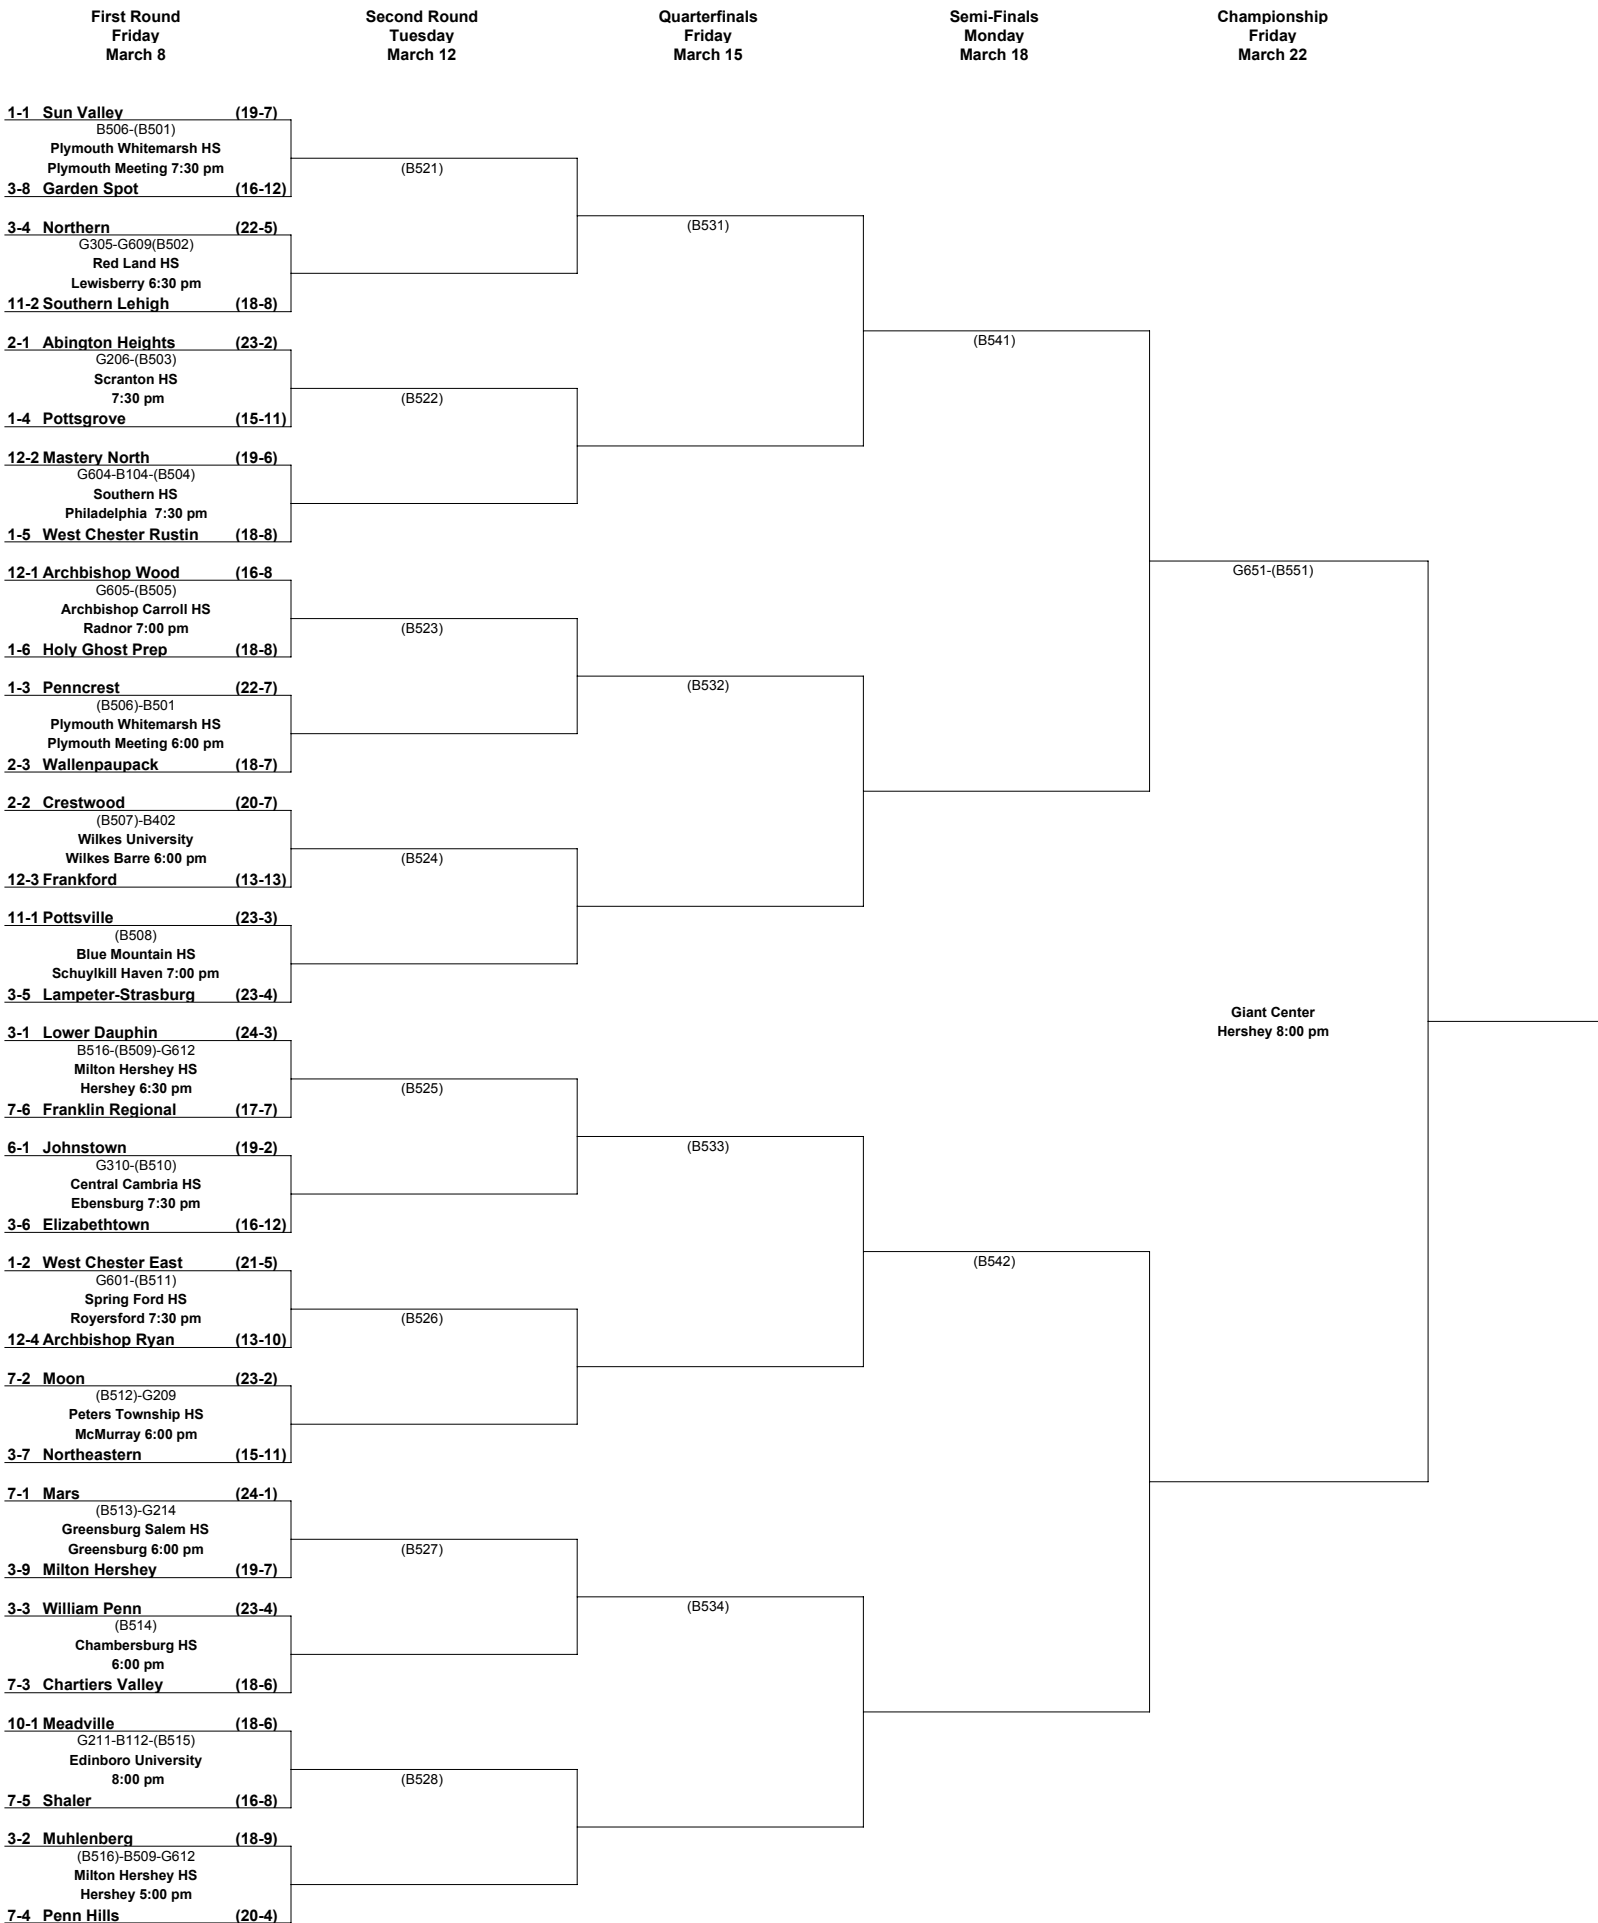 First Round Second Round Quarterfinals Semi-Finals Championship
Friday Tuesday Friday Monday Friday
March 8 March 12 March 15 March 18 March 22
1-1 Sun Valley (19-7)
B506-(B501)
Plymouth Whitemarsh HS
Plymouth Meeting 7:30 pm (B521)
3-8 Garden Spot (16-12)
3-4 Northern (22-5) (B531)
G305-G609(B502)
Red Land HS
Lewisberry 6:30 pm
11-2 Southern Lehigh (18-8)
2-1 Abington Heights (23-2) (B541)
G206-(B503)
Scranton HS
7:30 pm (B522)
1-4 Pottsgrove (15-11)
12-2 Mastery North (19-6)
G604-B104-(B504)
Southern HS
Philadelphia 7:30 pm
1-5 West Chester Rustin (18-8)
12-1 Archbishop Wood (16-8 G651-(B551)
G605-(B505)
Archbishop Carroll HS
Radnor 7:00 pm (B523)
1-6 Holy Ghost Prep (18-8)
1-3 Penncrest (22-7) (B532)
(B506)-B501
Plymouth Whitemarsh HS
Plymouth Meeting 6:00 pm
2-3 Wallenpaupack (18-7)
2-2 Crestwood (20-7)
(B507)-B402
Wilkes University
Wilkes Barre 6:00 pm (B524)
12-3 Frankford (13-13)
11-1 Pottsville (23-3)
(B508)
Blue Mountain HS
Schuylkill Haven 7:00 pm
3-5 Lampeter-Strasburg (23-4)
Giant Center
3-1 Lower Dauphin (24-3) Hershey 8:00 pm
B516-(B509)-G612
Milton Hershey HS
Hershey 6:30 pm (B525)
7-6 Franklin Regional (17-7)
6-1 Johnstown (19-2) (B533)
G310-(B510)
Central Cambria HS
Ebensburg 7:30 pm
3-6 Elizabethtown (16-12)
1-2 West Chester East (21-5) (B542)
G601-(B511)
Spring Ford HS
Royersford 7:30 pm (B526)
12-4 Archbishop Ryan (13-10)
7-2 Moon (23-2)
(B512)-G209
Peters Township HS
McMurray 6:00 pm
3-7 Northeastern (15-11)
7-1 Mars (24-1)
(B513)-G214
Greensburg Salem HS
Greensburg 6:00 pm (B527)
3-9 Milton Hershey (19-7)
3-3 William Penn (23-4) (B534)
(B514)
Chambersburg HS
6:00 pm
7-3 Chartiers Valley (18-6)
10-1 Meadville (18-6)
G211-B112-(B515)
Edinboro University
8:00 pm (B528)
7-5 Shaler (16-8)
3-2 Muhlenberg (18-9)
(B516)-B509-G612
Milton Hershey HS
Hershey 5:00 pm
7-4 Penn Hills (20-4)